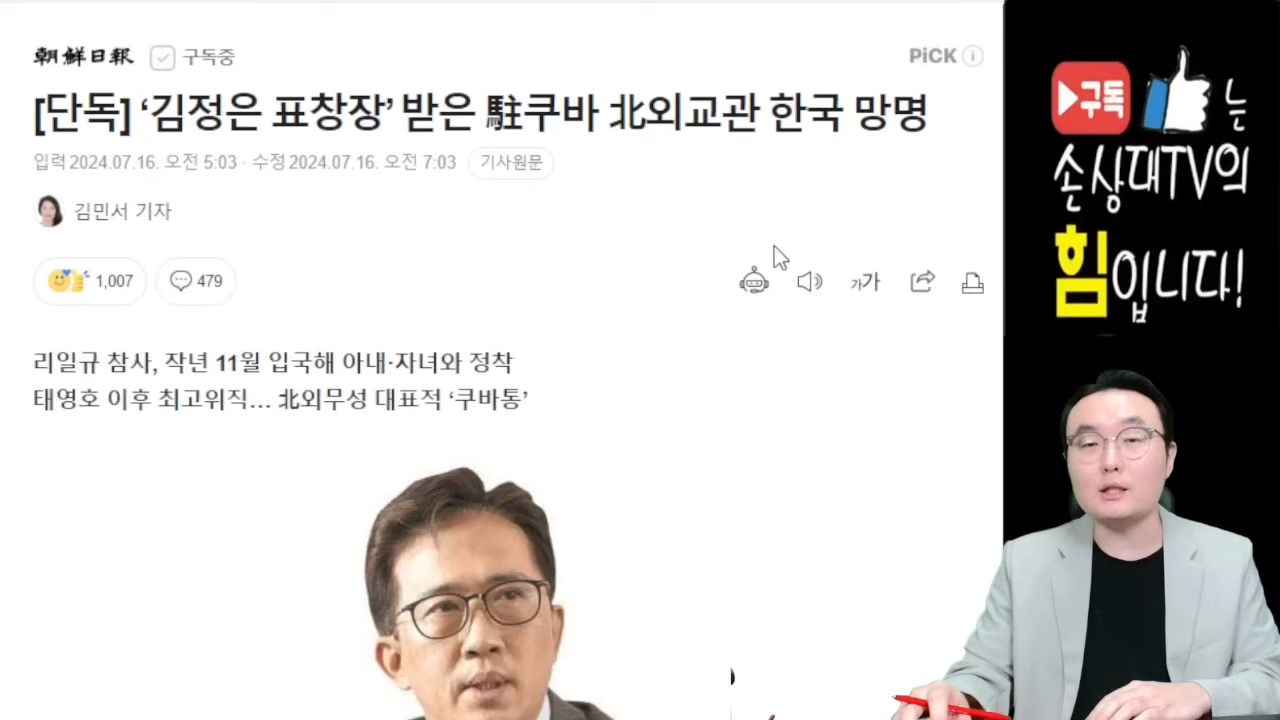 朝鮮日報 구독중
PiCK
[단독] ‘김정은 표창장’ 받은 駐쿠바 北외교관 한국 망명
입력 2024.07.16. 오전 5:03 · 수정 2024.07.16. 오전 7:03 기사원문
김민서 기자
1,007 479
가가
리일규 참사, 작년 11월 입국해 아내·자녀와 정착
태영호 이후 최고위직... 北외무성 대표적 ‘쿠바통’
구독 는
손상대TV의
힘입니다!